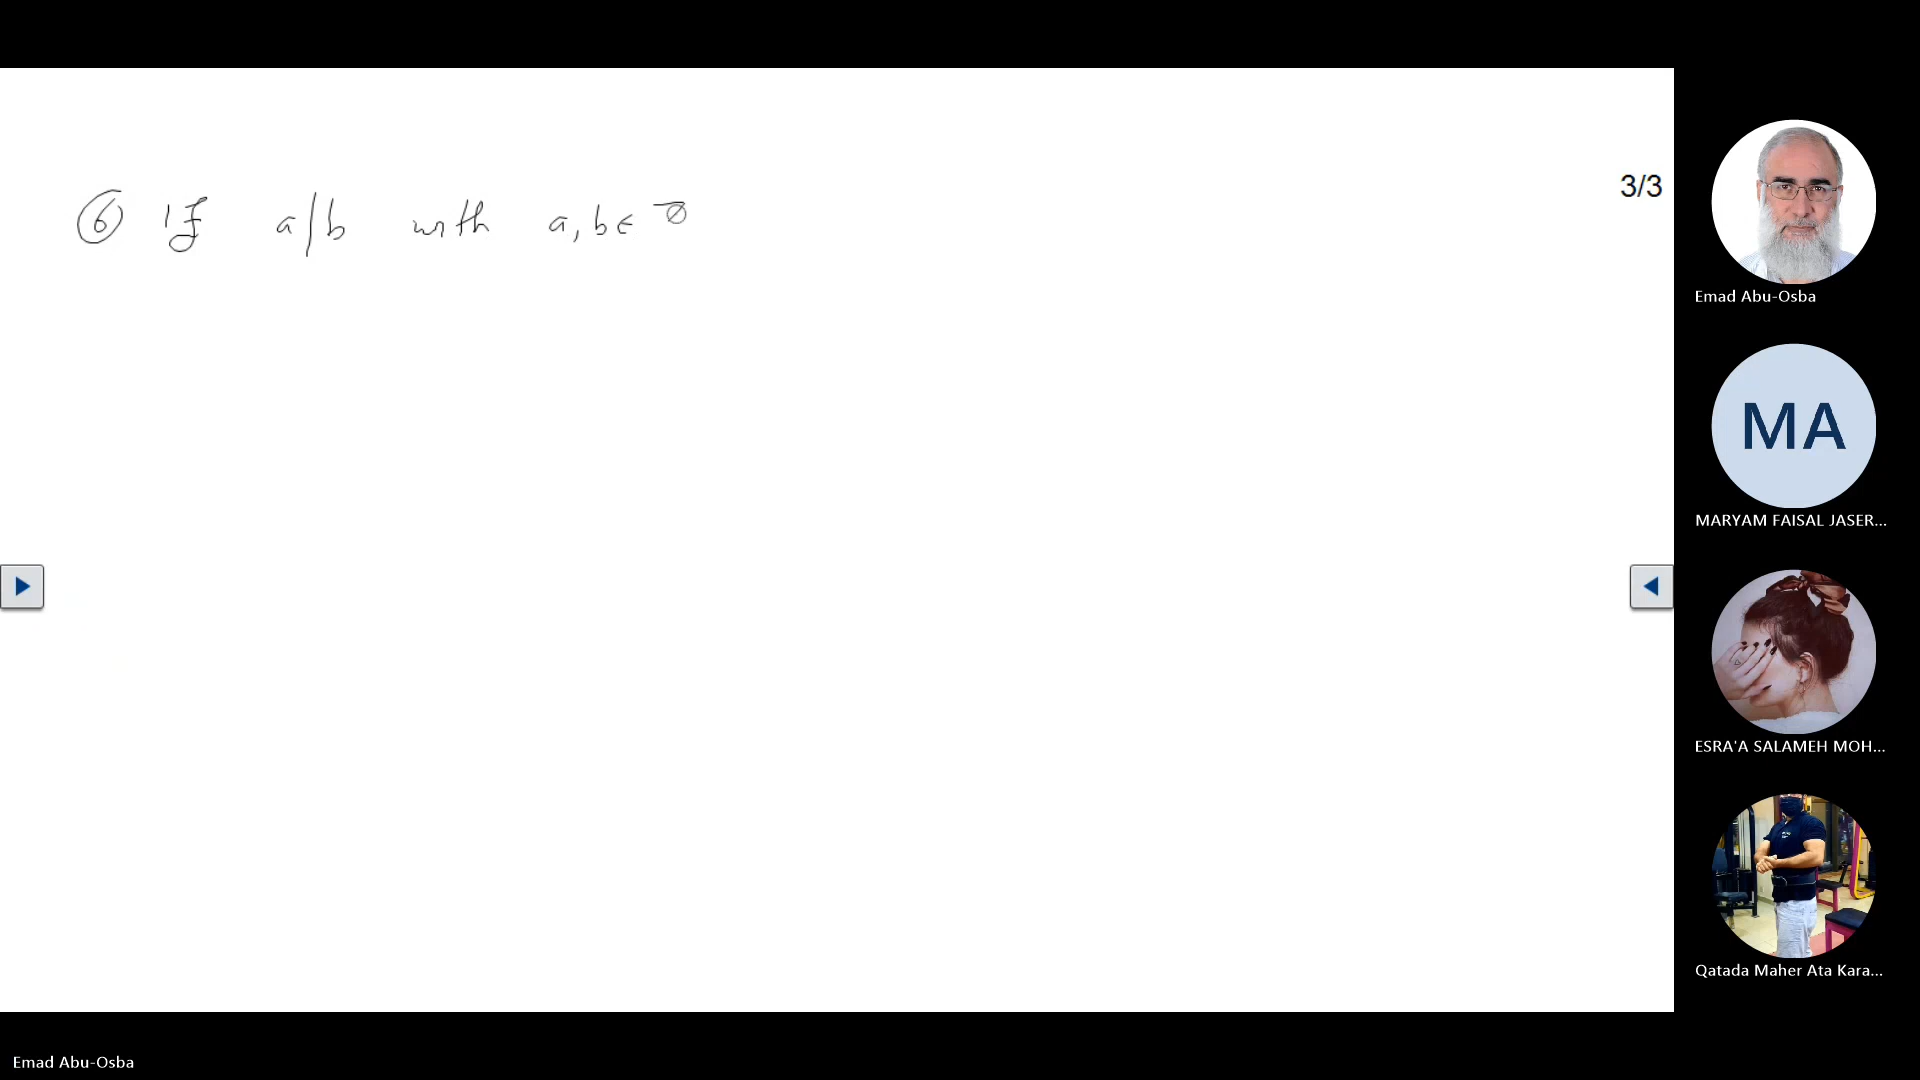 ⑥ If a/b with a, b ∈
3/3
Emad Abu-Osba
MA
MARYAM FAISAL JASER...
ESRA'A SALAMEH MOH...
Qatada Maher Ata Kara...
Emad Abu-Osba